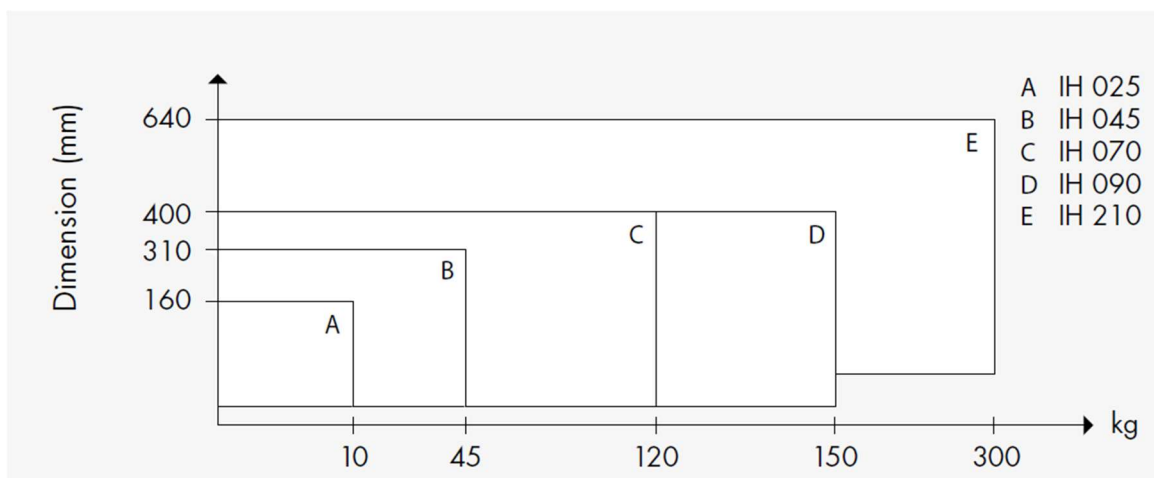 Dimension (mm)
640
400
310
160
A
B
C
D
E
10
45
120
150
300
kg
A IH 025
B IH 045
C IH 070
D IH 090
E IH 210